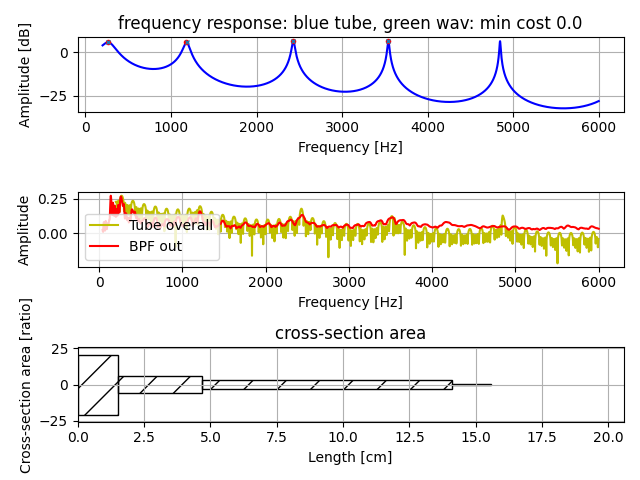 frequency response: blue tube, green wav: min cost 0.0
Amplitude [dB]
0
−25
0 1000 2000 3000 4000 5000 6000
Frequency [Hz]
Amplitude
0.25
0.00
Tube overall
BPF out
0 1000 2000 3000 4000 5000 6000
Frequency [Hz]
cross-section area
Cross-section area [ratio]
25
0
−25
0.0 2.5 5.0 7.5 10.0 12.5 15.0 17.5 20.0
Length [cm]